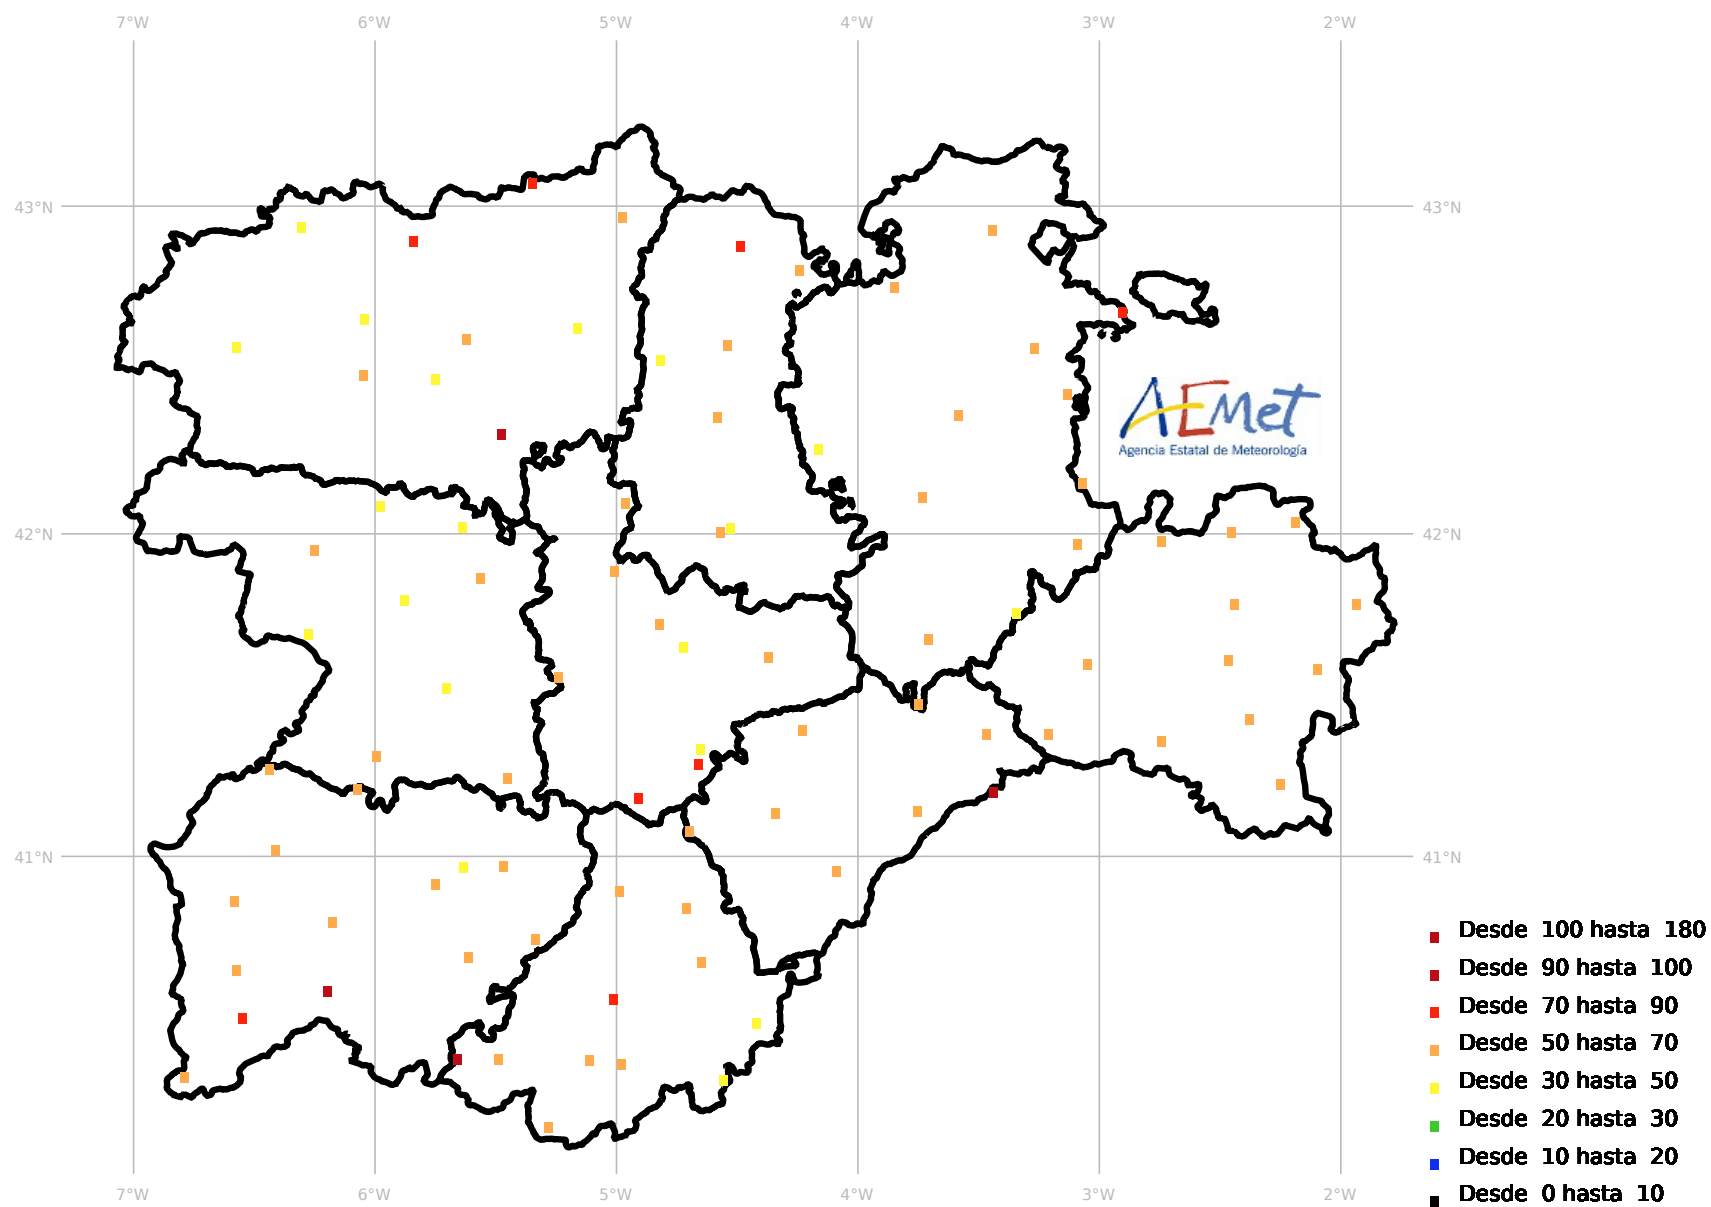 7°W 6°W 5°W 4°W 3°W 2°W
43°N 43°N
AEMet
Agencia Estatal de Meteorología
42°N 42°N
41°N 41°N
Desde 100 hasta 180
Desde 90 hasta 100
Desde 70 hasta 90
Desde 50 hasta 70
Desde 30 hasta 50
Desde 20 hasta 30
Desde 10 hasta 20
Desde 0 hasta 10
7°W 6°W 5°W 4°W 3°W 2°W